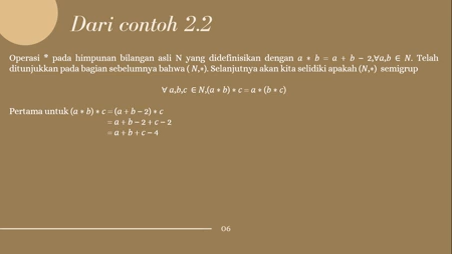 Dari contoh 2.2
Operasi * pada himpunan bilangan asli N yang didefinisikan dengan a ∗ b = a + b − 2,∀a,b ∈ N. Telah
ditunjukkan pada bagian sebelumnya bahwa ( N,∗). Selanjutnya akan kita selidiki apakah (N,∗) semigrup
∀ a,b,c ∈ N,(a ∗ b) ∗ c = a ∗ (b ∗ c)
Pertama untuk (a ∗ b) ∗ c = (a + b − 2) ∗ c
= a + b − 2 + c − 2
= a + b + c − 4
06